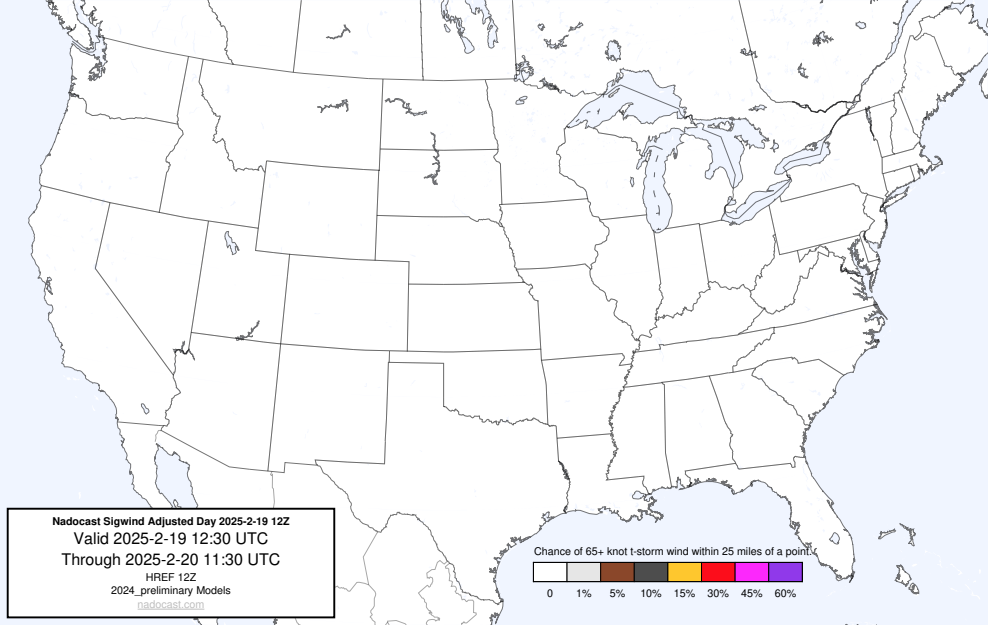 Nadocast Sigwind Adjusted Day 2025-2-19 12Z
Valid 2025-2-19 12:30 UTC
Through 2025-2-20 11:30 UTC
HREF 12Z
2024_preliminary Models
nadocast.com
Chance of 65+ knot t-storm wind within 25 miles of a point.
0 1% 5% 10% 15% 30% 45% 60%